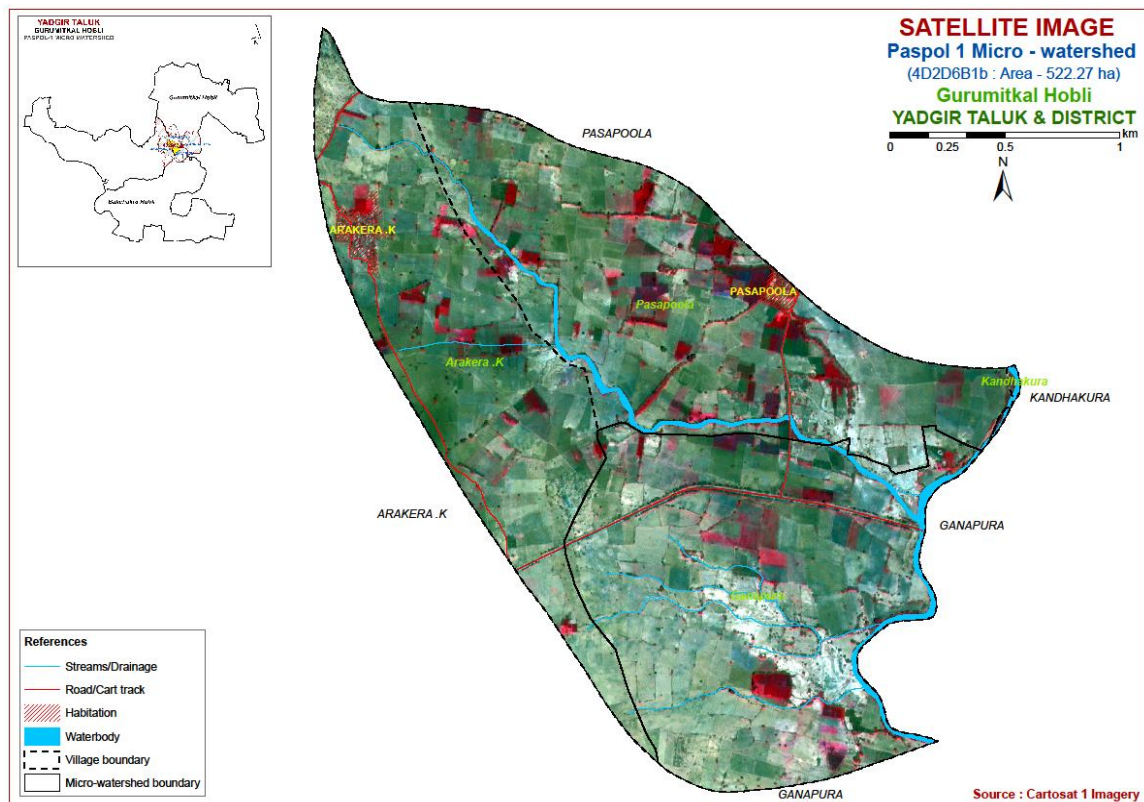 YADGIR TALUK
GURUMITKAL HOBLI
PASPOL-1 MICRO WATERSHED
N
Gurumitkal Hobli
SATELLITE IMAGE
Paspol 1 Micro - watershed
(4D2D6B1b : Area - 522.27 ha)
Gurumitkal Hobli
YADGIR TALUK & DISTRICT
km
0 0.25 0.5 1
N
PASAPOOLA
ARAKERA .K
PASAPOOLA
Pasapoola
Arakera .K
Kandhakura
KANDHAKURA
ARAKERA .K
GANAPURA
GANAPURA
References
Streams/Drainage
Road/Cart track
Habitation
Waterbody
Village boundary
Micro-watershed boundary
Source : Cartosat 1 Imagery